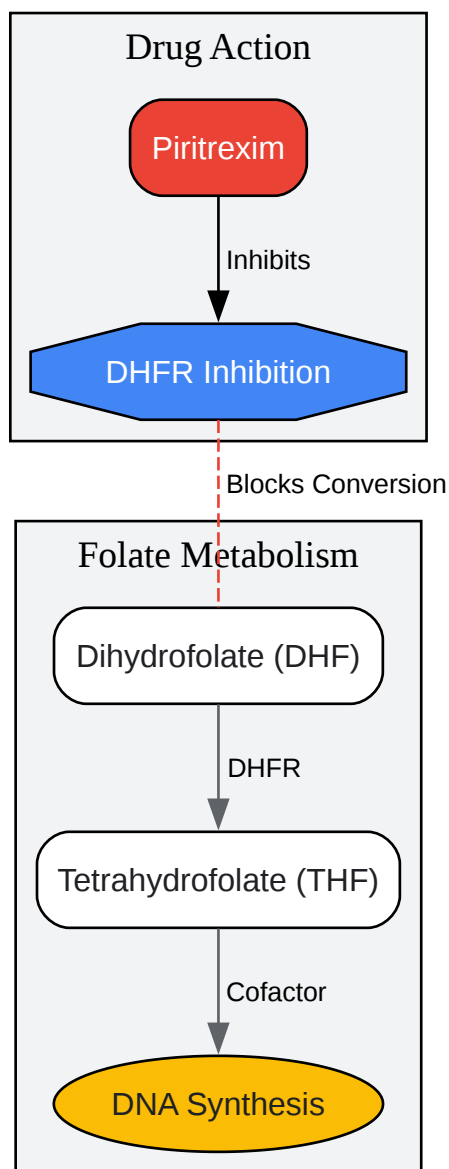 Drug Action
Piritrexim
Inhibits
DHFR Inhibition
Blocks Conversion
Folate Metabolism
Dihydrofolate (DHF)
DHFR
Tetrahydrofolate (THF)
Cofactor
DNA Synthesis